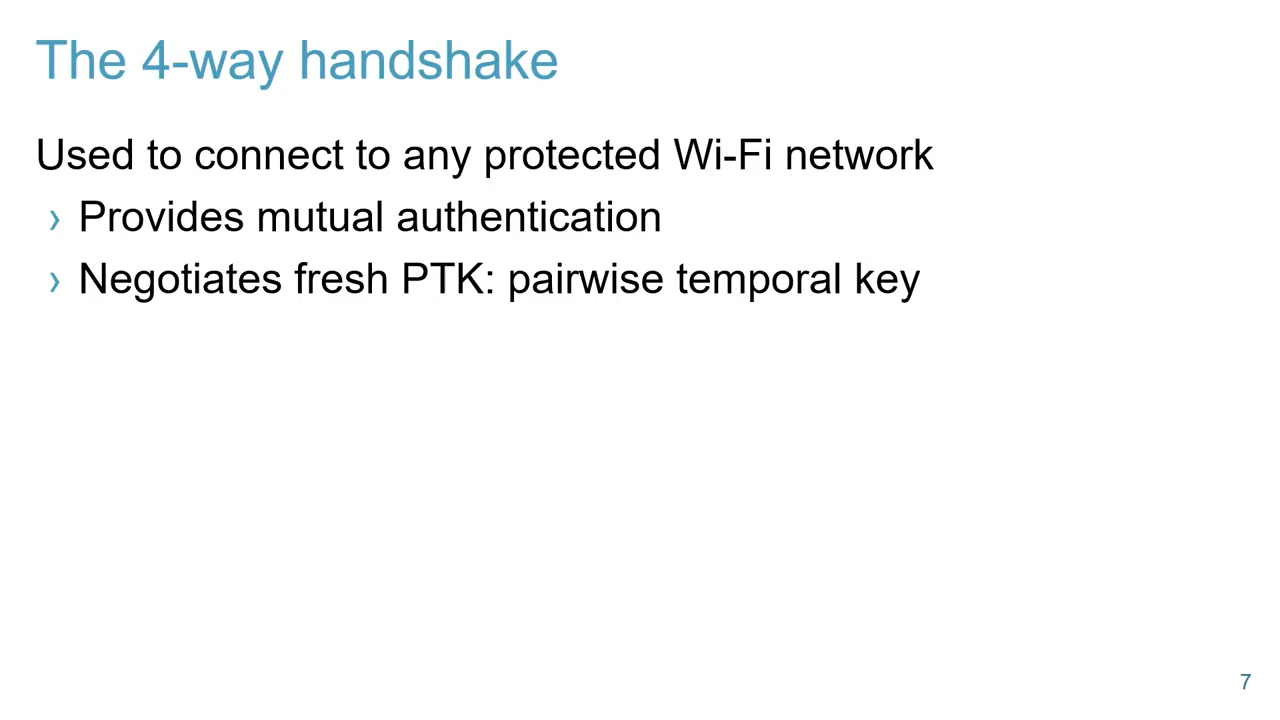 The 4-way handshake
Used to connect to any protected Wi-Fi network
› Provides mutual authentication
› Negotiates fresh PTK: pairwise temporal key
7